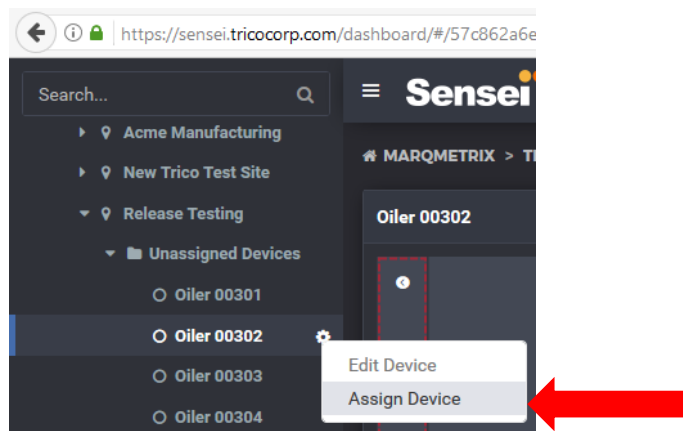 https://sensei.tricocorp.com/dashboard/#/57c862a6e
Search...
Sensei
Acme Manufacturing
MARQMETRIX >
New Trico Test Site
Release Testing
Oiler 00302
Unassigned Devices
Oiler 00301
Oiler 00302
Edit Device
Oiler 00303
Assign Device
Oiler 00304